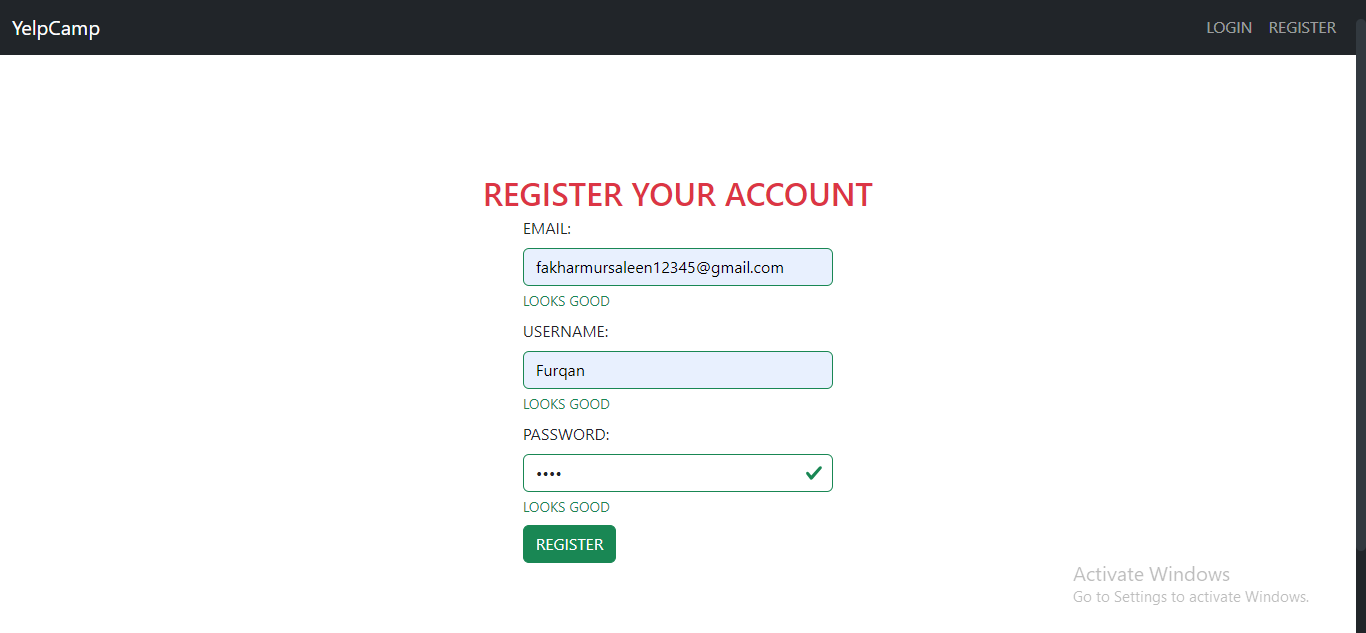 YelpCamp LOGIN REGISTER
REGISTER YOUR ACCOUNT
EMAIL:
fakharmursaleen12345@gmail.com
LOOKS GOOD
USERNAME:
Furqan
LOOKS GOOD
PASSWORD:
••••
LOOKS GOOD
REGISTER
Activate Windows
Go to Settings to activate Windows.